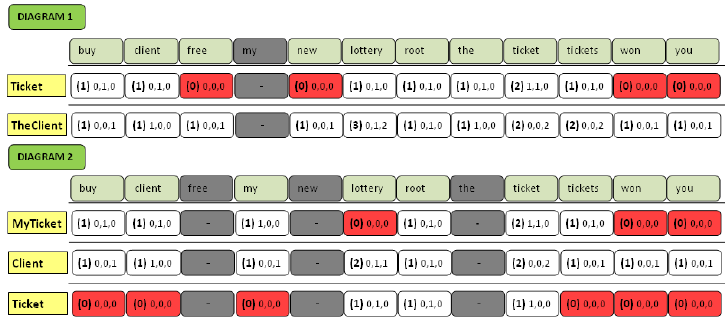 DIAGRAM 1
buy client free my new lottery root the ticket tickets won you
Ticket (1) 0,1,0 (1) 0,1,0 (0) 0,0,0 - (0) 0,0,0 (1) 0,1,0 (1) 0,1,0 (1) 0,1,0 (2) 1,1,0 (1) 0,1,0 (0) 0,0,0 (0) 0,0,0
TheClient (1) 0,0,1 (1) 1,0,0 (1) 0,0,1 - (1) 0,0,1 (3) 0,1,2 (1) 0,1,0 (1) 1,0,0 (2) 0,0,2 (2) 0,0,2 (1) 0,0,1 (1) 0,0,1
DIAGRAM 2
buy client free my new lottery root the ticket tickets won you
MyTicket (1) 0,1,0 (1) 0,1,0 - (1) 1,0,0 - (0) 0,0,0 (1) 0,1,0 - (2) 1,1,0 (1) 0,1,0 (0) 0,0,0 (0) 0,0,0
Client (1) 0,0,1 (1) 1,0,0 - (1) 0,0,1 - (2) 0,1,1 (1) 0,1,0 - (2) 0,0,2 (1) 0,0,1 (1) 0,0,1 (1) 0,0,1
Ticket (0) 0,0,0 (0) 0,0,0 - (0) 0,0,0 - (1) 0,1,0 (1) 0,1,0 - (1) 1,0,0 (0) 0,0,0 (0) 0,0,0 (0) 0,0,0